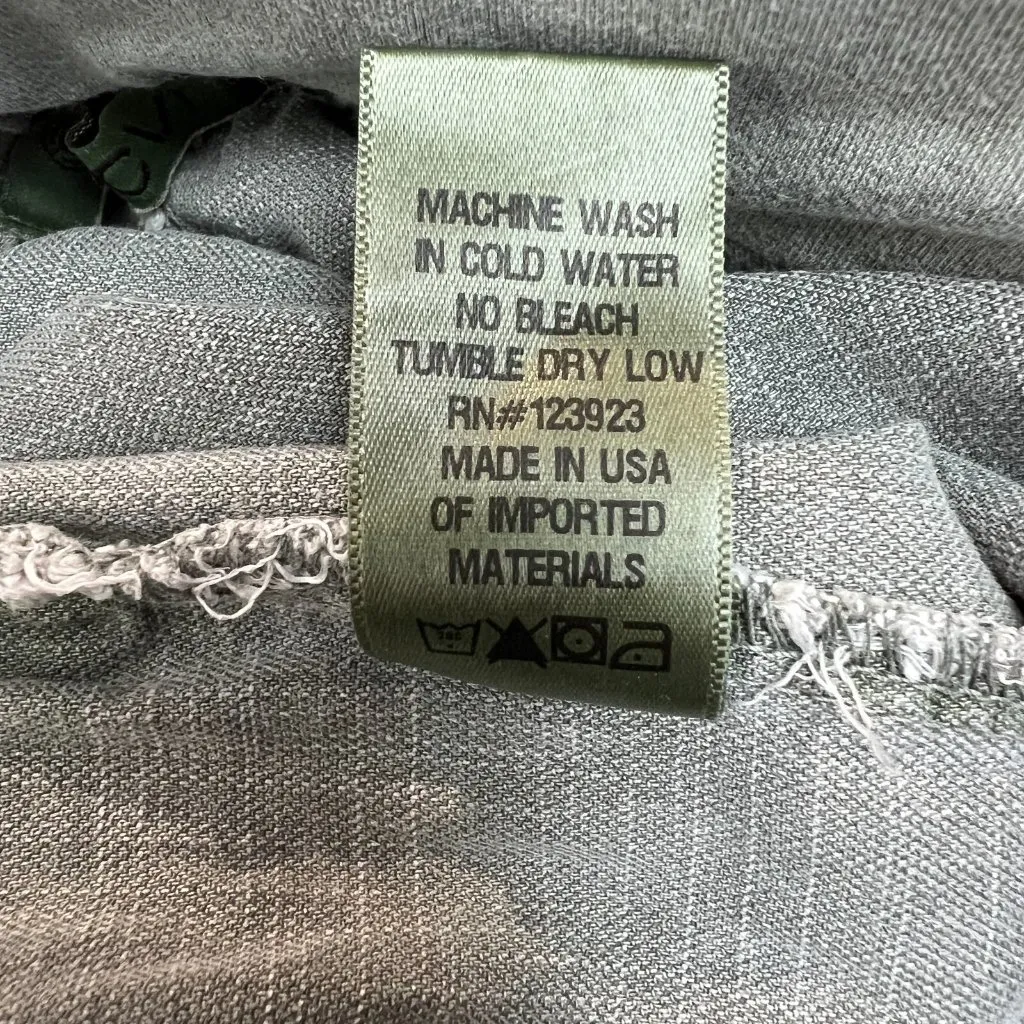 MACHINE WASH
IN COLD WATER
NO BLEACH
TUMBLE DRY LOW
RN#123923
MADE IN USA
OF IMPORTED
MATERIALS